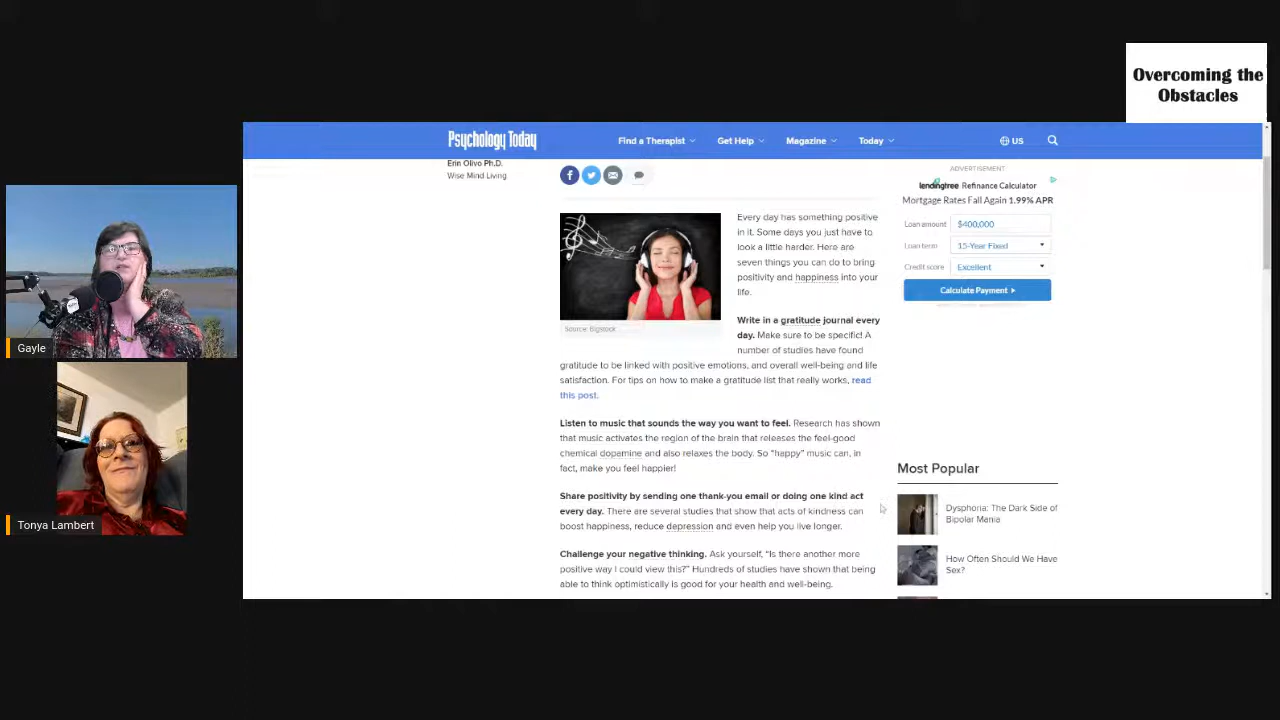 Overcoming the
Obstacles
Psychology Today
Find a Therapist
Get Help
Magazine
Today
US
Erin Olivo Ph.D.
Wise Mind Living
Every day has something positive
in it. Some days you just have to
look a little harder. Here are
seven things you can do to bring
positivity and happiness into your
life.
Source: Bigstock
Write in a gratitude journal every
day. Make sure to be specific! A
number of studies have found
gratitude to be linked with positive emotions, and overall well-being and life
satisfaction. For tips on how to make a gratitude list that really works, read
this post.
Listen to music that sounds the way you want to feel. Research has shown
that music activates the region of the brain that releases the feel-good
chemical dopamine and also relaxes the body. So “happy” music can, in
fact, make you feel happier!
Share positivity by sending one thank-you email or doing one kind act
every day. There are several studies that show that acts of kindness can
boost happiness, reduce depression and even help you live longer.
Challenge your negative thinking. Ask yourself, “Is there another more
positive way I could view this?” Hundreds of studies have shown that being
able to think optimistically is good for your health and well-being.
ADVERTISEMENT
lendingtree Refinance Calculator
Mortgage Rates Fall Again 1.99% APR
Loan amount $400,000
Loan term 15-Year Fixed
Credit score Excellent
Calculate Payment
Most Popular
Dysphoria: The Dark Side of
Bipolar Mania
How Often Should We Have
Sex?
Gayle
Tonya Lambert